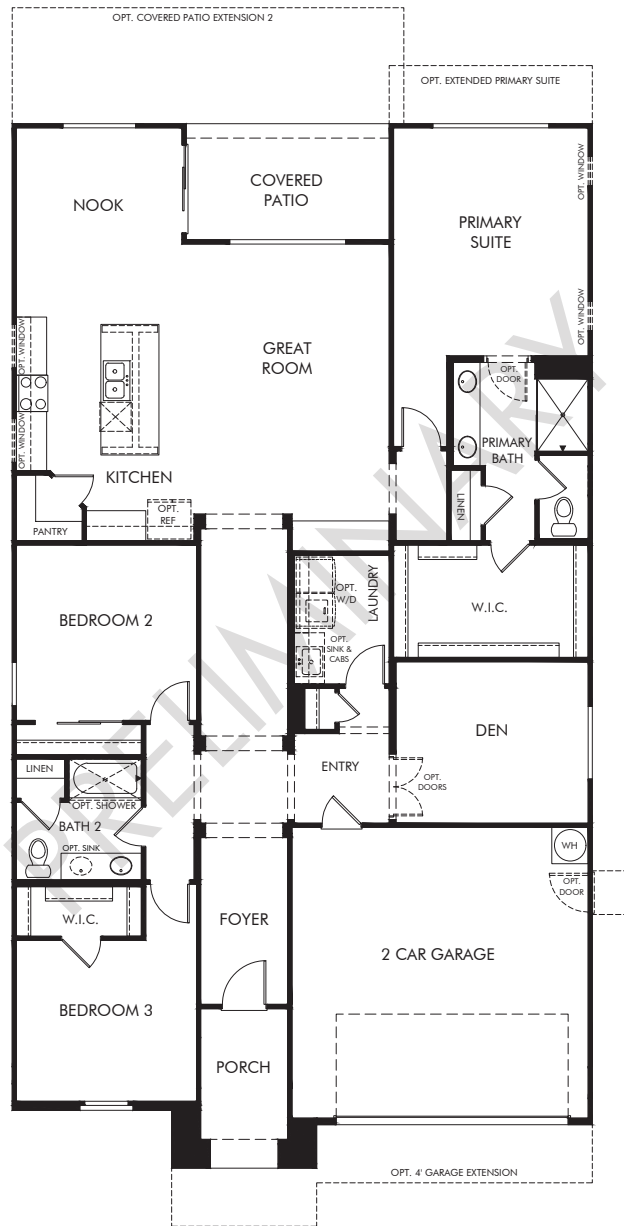 OPT. COVERED PATIO EXTENSION 2
OPT. EXTENDED PRIMARY SUITE
NOOK
COVERED
PATIO
PRIMARY
SUITE
OPT. WINDOW
OPT. WINDOW
GREAT
ROOM
OPT. WINDOW
OPT. WINDOW
OPT.
DOOR
PRIMARY
BATH
KITCHEN
LINEN
PANTRY
OPT.
REF
BEDROOM 2
OPT.
W/D
LAUNDRY
OPT.
SINK &
CABS
W.I.C.
DEN
ENTRY
OPT.
DOORS
LINEN
OPT. SHOWER
BATH 2
OPT. SINK
WH
OPT.
DOOR
W.I.C.
FOYER
2 CAR GARAGE
BEDROOM 3
PORCH
OPT. 4' GARAGE EXTENSION
PRELIMINARY